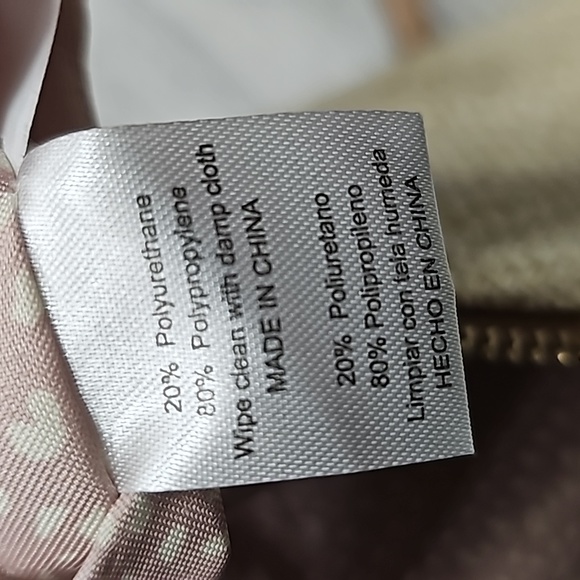 20% Polyurethane
80% Polypropylene
Wipe clean with damp cloth
MADE IN CHINA
20% Poliuretano
80% Polipropileno
Limpiar con tela humeda
HECHO EN CHINA